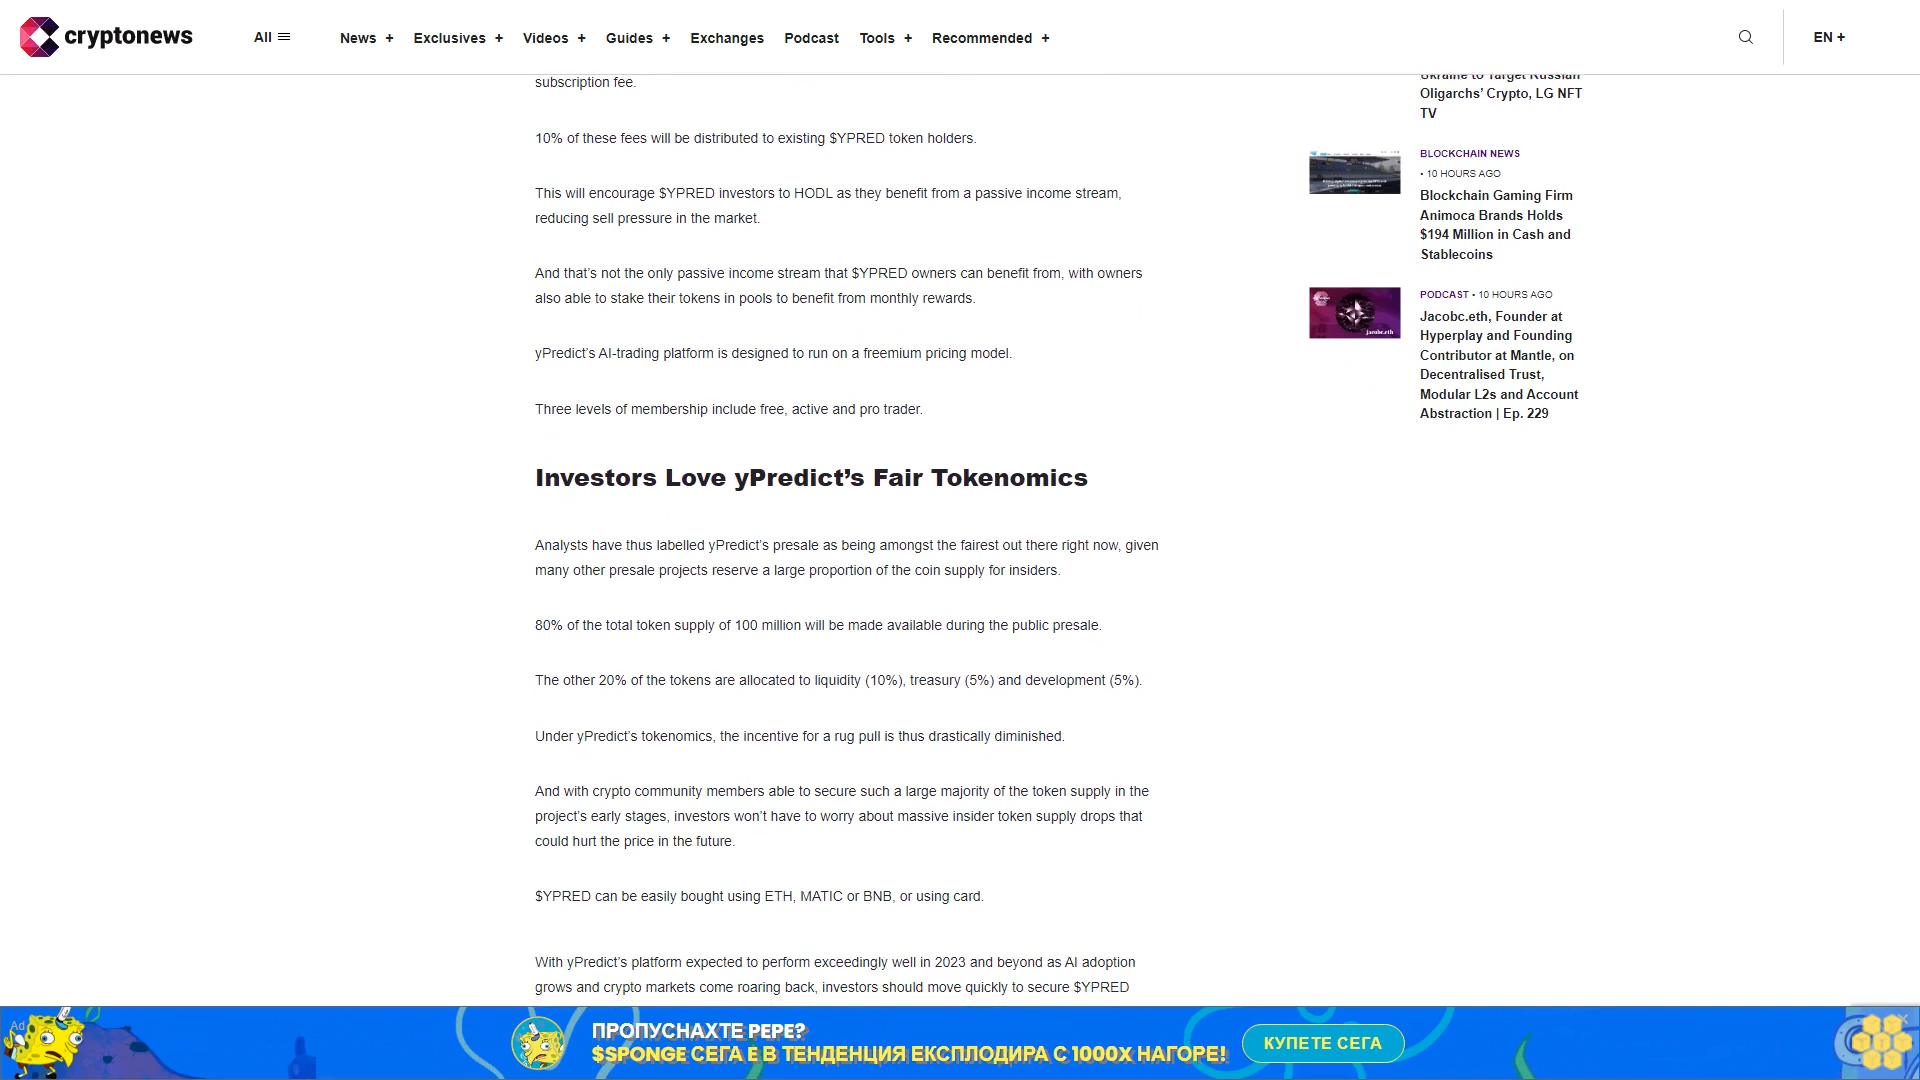 cryptonews
All
News +
Exclusives +
Videos +
Guides +
Exchanges
Podcast
Tools +
Recommended +
EN +
subscription fee.
10% of these fees will be distributed to existing $YPRED token holders.
This will encourage $YPRED investors to HODL as they benefit from a passive income stream,
reducing sell pressure in the market.
And that’s not the only passive income stream that $YPRED owners can benefit from, with owners
also able to stake their tokens in pools to benefit from monthly rewards.
yPredict’s AI-trading platform is designed to run on a freemium pricing model.
Three levels of membership include free, active and pro trader.
Investors Love yPredict’s Fair Tokenomics
Analysts have thus labelled yPredict’s presale as being amongst the fairest out there right now, given
many other presale projects reserve a large proportion of the coin supply for insiders.
80% of the total token supply of 100 million will be made available during the public presale.
The other 20% of the tokens are allocated to liquidity (10%), treasury (5%) and development (5%).
Under yPredict’s tokenomics, the incentive for a rug pull is thus drastically diminished.
And with crypto community members able to secure such a large majority of the token supply in the
project’s early stages, investors won’t have to worry about massive insider token supply drops that
could hurt the price in the future.
$YPRED can be easily bought using ETH, MATIC or BNB, or using card.
With yPredict’s platform expected to perform exceedingly well in 2023 and beyond as AI adoption
grows and crypto markets come roaring back, investors should move quickly to secure $YPRED
Ukraine to Target Russian
Oligarchs’ Crypto, LG NFT
TV
BLOCKCHAIN NEWS
• 10 HOURS AGO
Blockchain Gaming Firm
Animoca Brands Holds
$194 Million in Cash and
Stablecoins
PODCAST • 10 HOURS AGO
Jacobc.eth, Founder at
Hyperplay and Founding
Contributor at Mantle, on
Decentralised Trust,
Modular L2s and Account
Abstraction | Ep. 229
Jacobc.eth
Ad
ПРОПУСНАХТЕ PEPE?
$SPONGE СЕГА Е В ТЕНДЕНЦИЯ ЕКСПЛОДИРА С 1000X НАГОРЕ!
КУПЕТЕ СЕГА